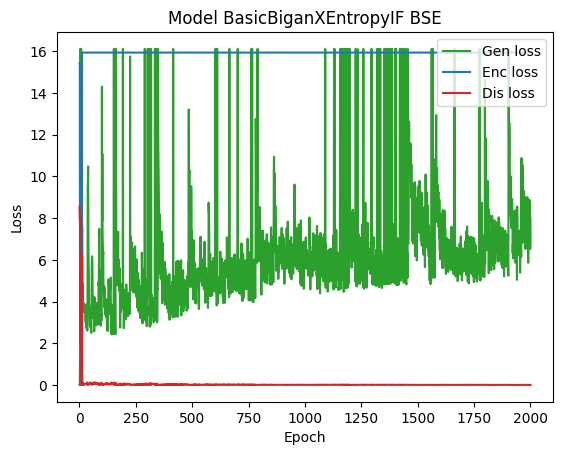 Model BasicBiganXEntropyIF BSE
Gen loss
Enc loss
Dis loss
Loss
16
14
12
10
8
6
4
2
0
0 250 500 750 1000 1250 1500 1750 2000
Epoch